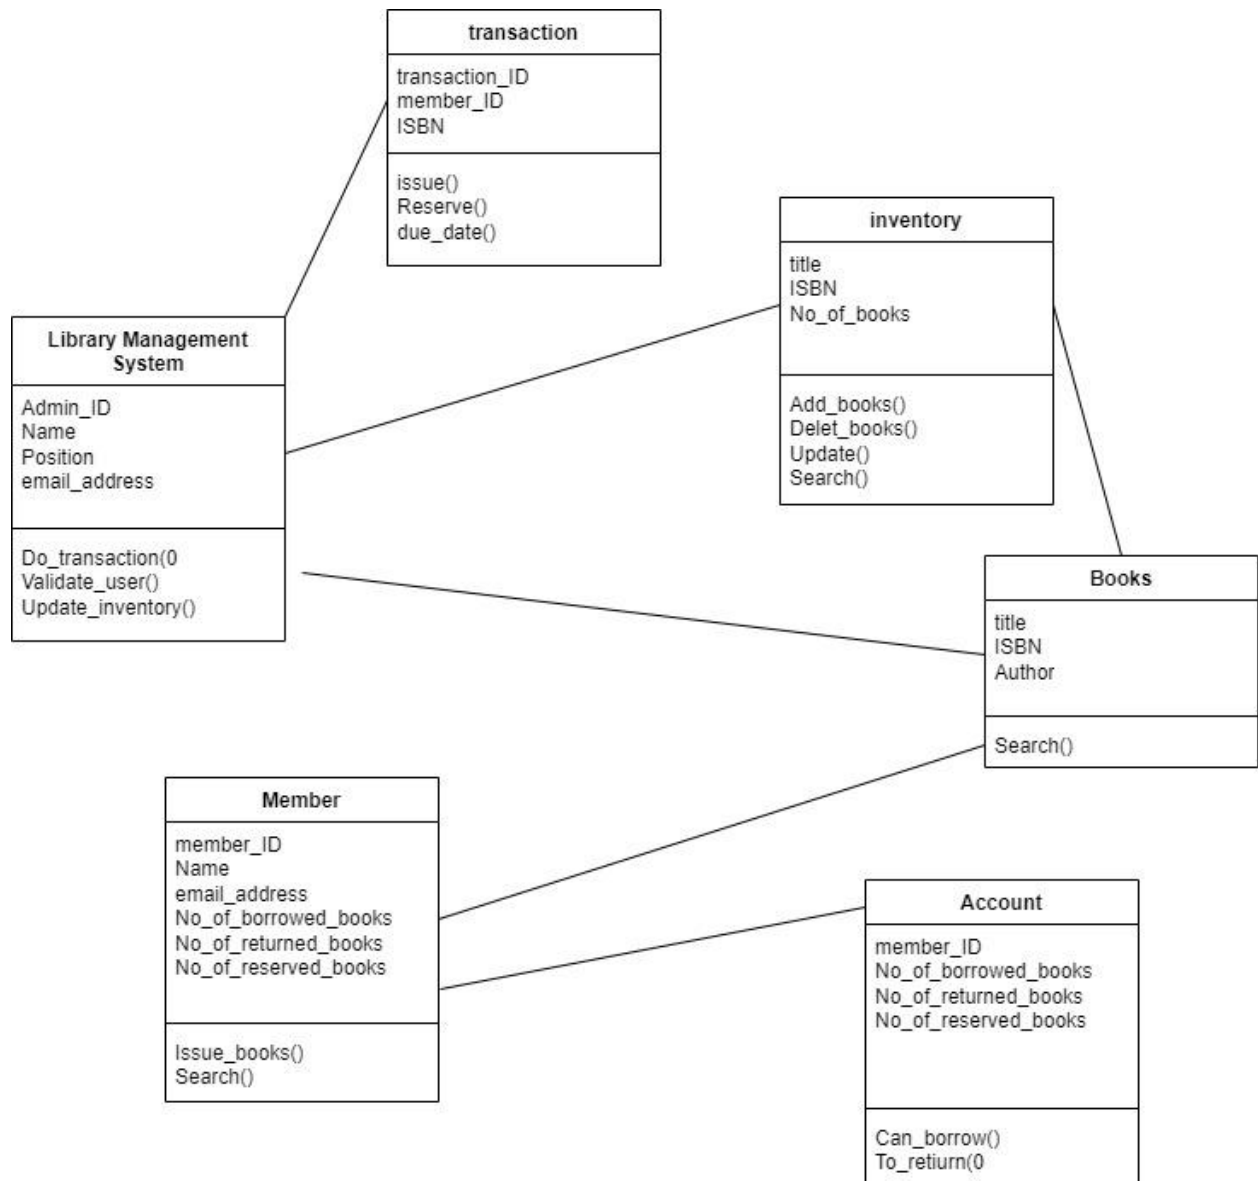 transaction
transaction_ID
member_ID
ISBN
issue()
Reserve()
due_date()
inventory
title
ISBN
No_of_books
Add_books()
Delet_books()
Update()
Search()
Library Management
System
Admin_ID
Name
Position
email_address
Do_transaction(0
Validate_user()
Update_inventory()
Books
title
ISBN
Author
Search()
Member
member_ID
Name
email_address
No_of_borrowed_books
No_of_returned_books
No_of_reserved_books
Issue_books()
Search()
Account
member_ID
No_of_borrowed_books
No_of_returned_books
No_of_reserved_books
Can_borrow()
To_retiurn(0